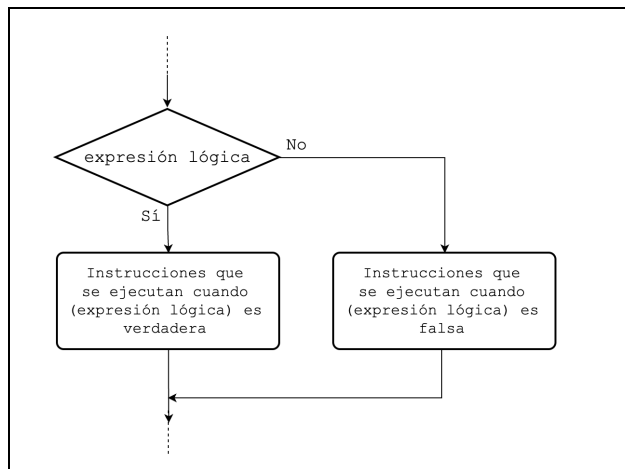 expresión lógica
No
Sí
Instrucciones que
se ejecutan cuando
(expresión lógica) es
verdadera
Instrucciones que
se ejecutan cuando
(expresión lógica) es
falsa